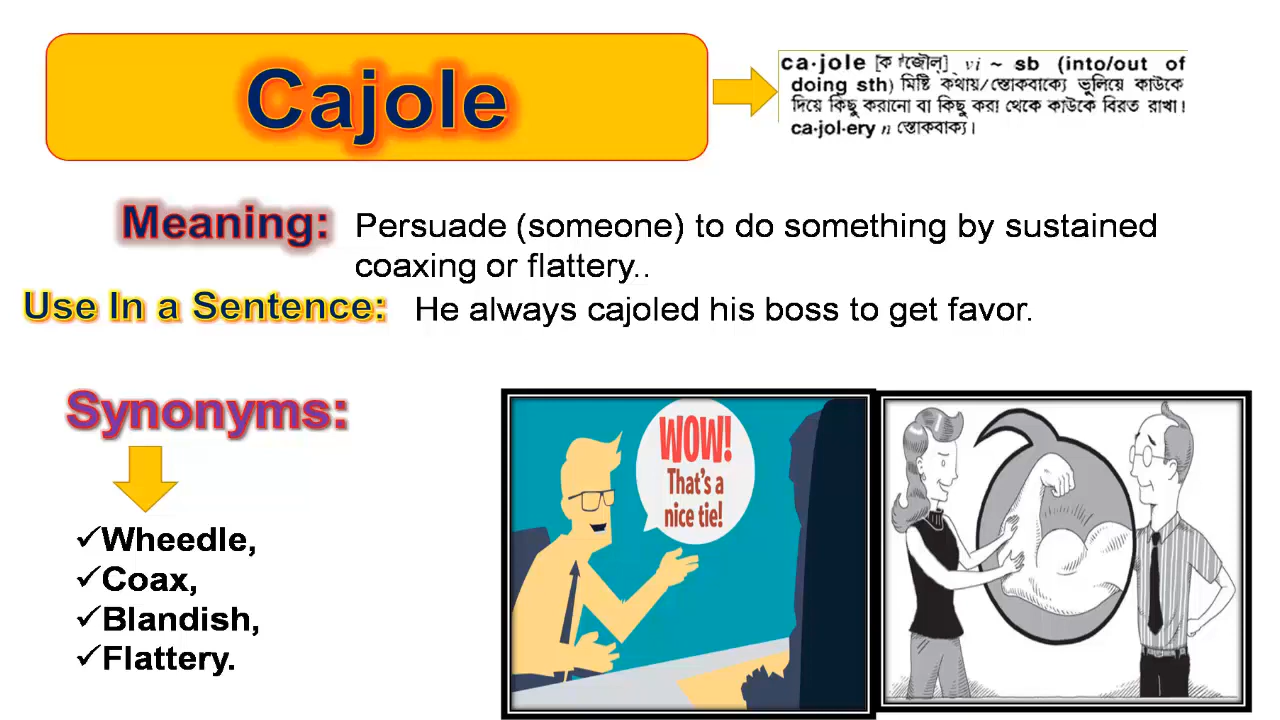 Cajole
ca·jole [ক জৌল্] vi ~ sb (into/out of
doing sth) মিষ্টি কথায়/স্তোকবাক্যে ভুলিয়ে কাউকে
দিয়ে কিছু করানো বা কিছু করা থেকে কাউকে বিরত রাখা।
ca·jol·ery n স্তোকবাক্য।
Meaning: Persuade (someone) to do something by sustained
coaxing or flattery..
Use In a Sentence: He always cajoled his boss to get favor.
Synonyms:
✓Wheedle,
✓Coax,
✓Blandish,
✓Flattery.
WOW!
That's a
nice tie!